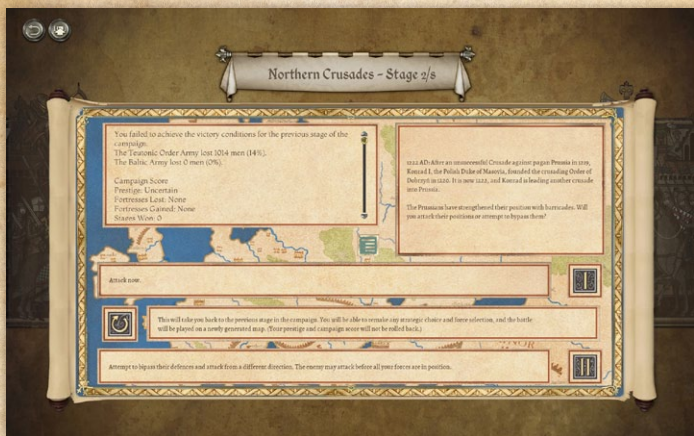 Northern Crusades - Stage 2/8
You failed to achieve the victory conditions for the previous stage of the
campaign.
The Teutonic Order Army lost 1014 men (14%).
The Baltic Army lost 0 men (0%).
Campaign Score
Prestige: Uncertain
Fortresses Lost: None
Fortresses Gained: None
Stages Won: 0
AD: After an unsuccessful Crusade against pagan Prussia in
Konrad I, the Polish Duke of Masovia, founded the crusading Order of
in It is now and Konrad is leading another crusade
into Prussia.
The Prussians have strengthened their position with barricades. Will
you attack their positions or attempt to bypass them?
Attack now.
I
This will take you back to the previous stage in the campaign. You will be able to remake any strategic choice and force selection, and the battle
will be played on a newly generated map. (Your prestige and campaign score will not be rolled back.)
Attempt to bypass their defences and attack from a different direction. The enemy may attack before all your forces are in position.
II